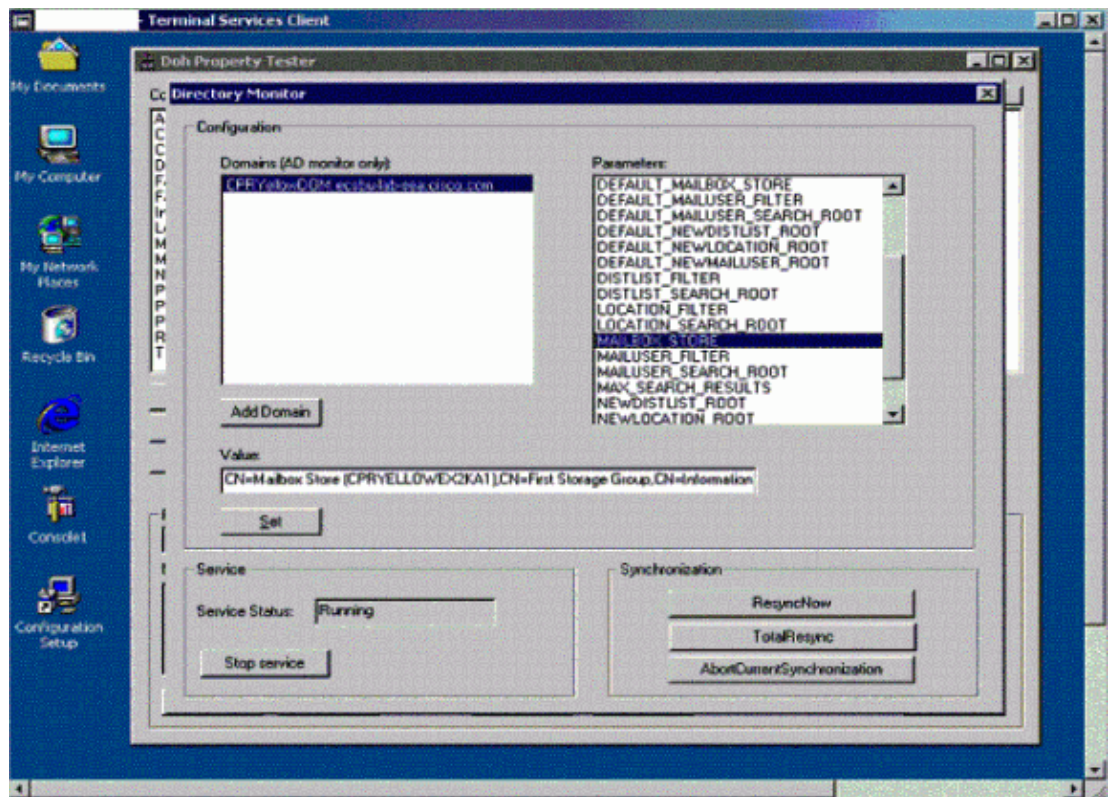 - Terminal Services Client
My Documents
My Computer
My Network
Places
Recycle Bin
Internet
Explorer
Console1
Configuration
Setup
Doh Property Tester
Co
A
C
C
D
F
F
Ir
L
M
M
N
P
P
P
R
T
Directory Monitor
Configuration
Domains (AD monitor only):
Parameters:
DEFAULT_MAILBOX_STORE
DEFAULT_MAILUSER_FILTER
DEFAULT_MAILUSER_SEARCH_ROOT
DEFAULT_NEWDISTLIST_ROOT
DEFAULT_NEWLOCATION_ROOT
DEFAULT_NEWMAILUSER_ROOT
DISTLIST_FILTER
DISTLIST_SEARCH_ROOT
LOCATION_FILTER
LOCATION_SEARCH_ROOT
MAILBOX_STORE
MAILUSER_FILTER
MAILUSER_SEARCH_ROOT
MAX_SEARCH_RESULTS
NEWDISTLIST_ROOT
NEWLOCATION_ROOT
Add Domain
Value:
CN=Mailbox Store (CPRYELLOWEX2KA1),CN=First Storage Group,CN=Information
Set
Service
Service Status:
Running
Stop service
Synchronization
ResyncNow
TotalResync
AbortCurrentSynchronization